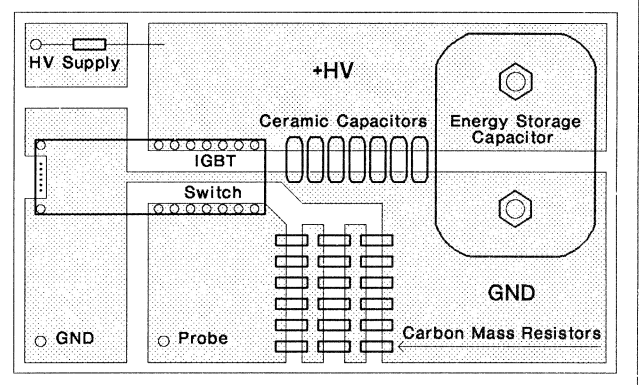 HV Supply
+HV
Ceramic Capacitors
Energy Storage
Capacitor
IGBT
Switch
GND
GND
Probe
Carbon Mass Resistors